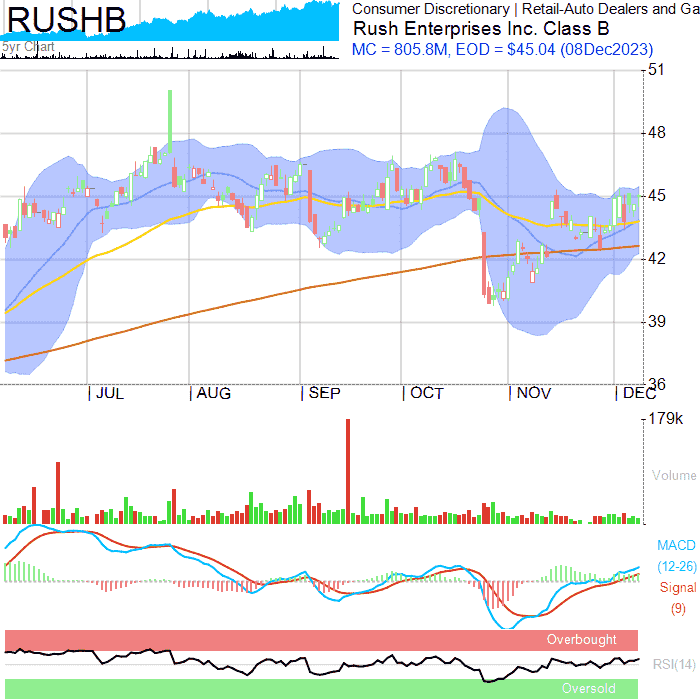 RUSHB
5yr Chart
Consumer Discretionary | Retail-Auto Dealers and Ga
Rush Enterprises Inc. Class B
MC = 805.8M, EOD = $45.04 (08Dec2023)
51
48
45
42
39
36
JUL AUG SEP OCT NOV DEC
179k
Volume
MACD
(12-26)
Signal
(9)
Overbought
RSI(14)
Oversold